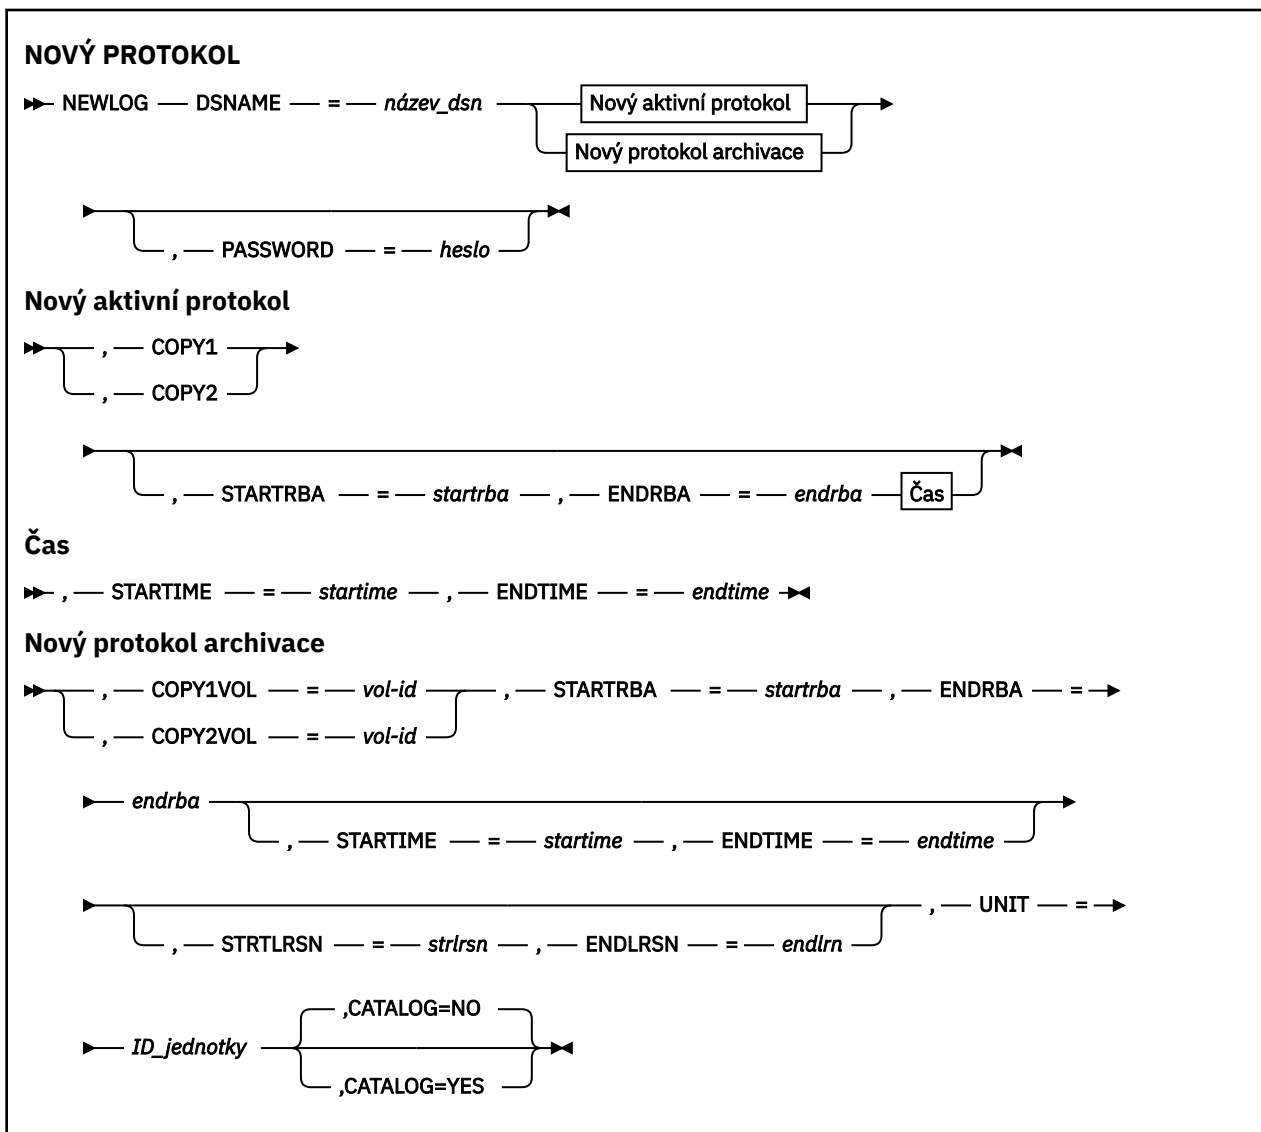 NOVÝ PROTOKOL
NEWLOG DSNAME = název_dsn Nový aktivní protokol
Nový protokol archivace
, PASSWORD = heslo
Nový aktivní protokol
, COPY1
, COPY2
, STARTRBA = startrba , ENDRBA = endrba Čas
Čas
, STARTIME = startime , ENDTIME = endtime
Nový protokol archivace
, COPY1VOL = vol-id , STARTRBA = startrba , ENDRBA =
, COPY2VOL = vol-id
endrba
, STARTIME = startime , ENDTIME = endtime
, UNIT =
, STRTLRSN = strlrsn , ENDLRSN = endlrn
,CATALOG=NO
ID_jednotky
,CATALOG=YES